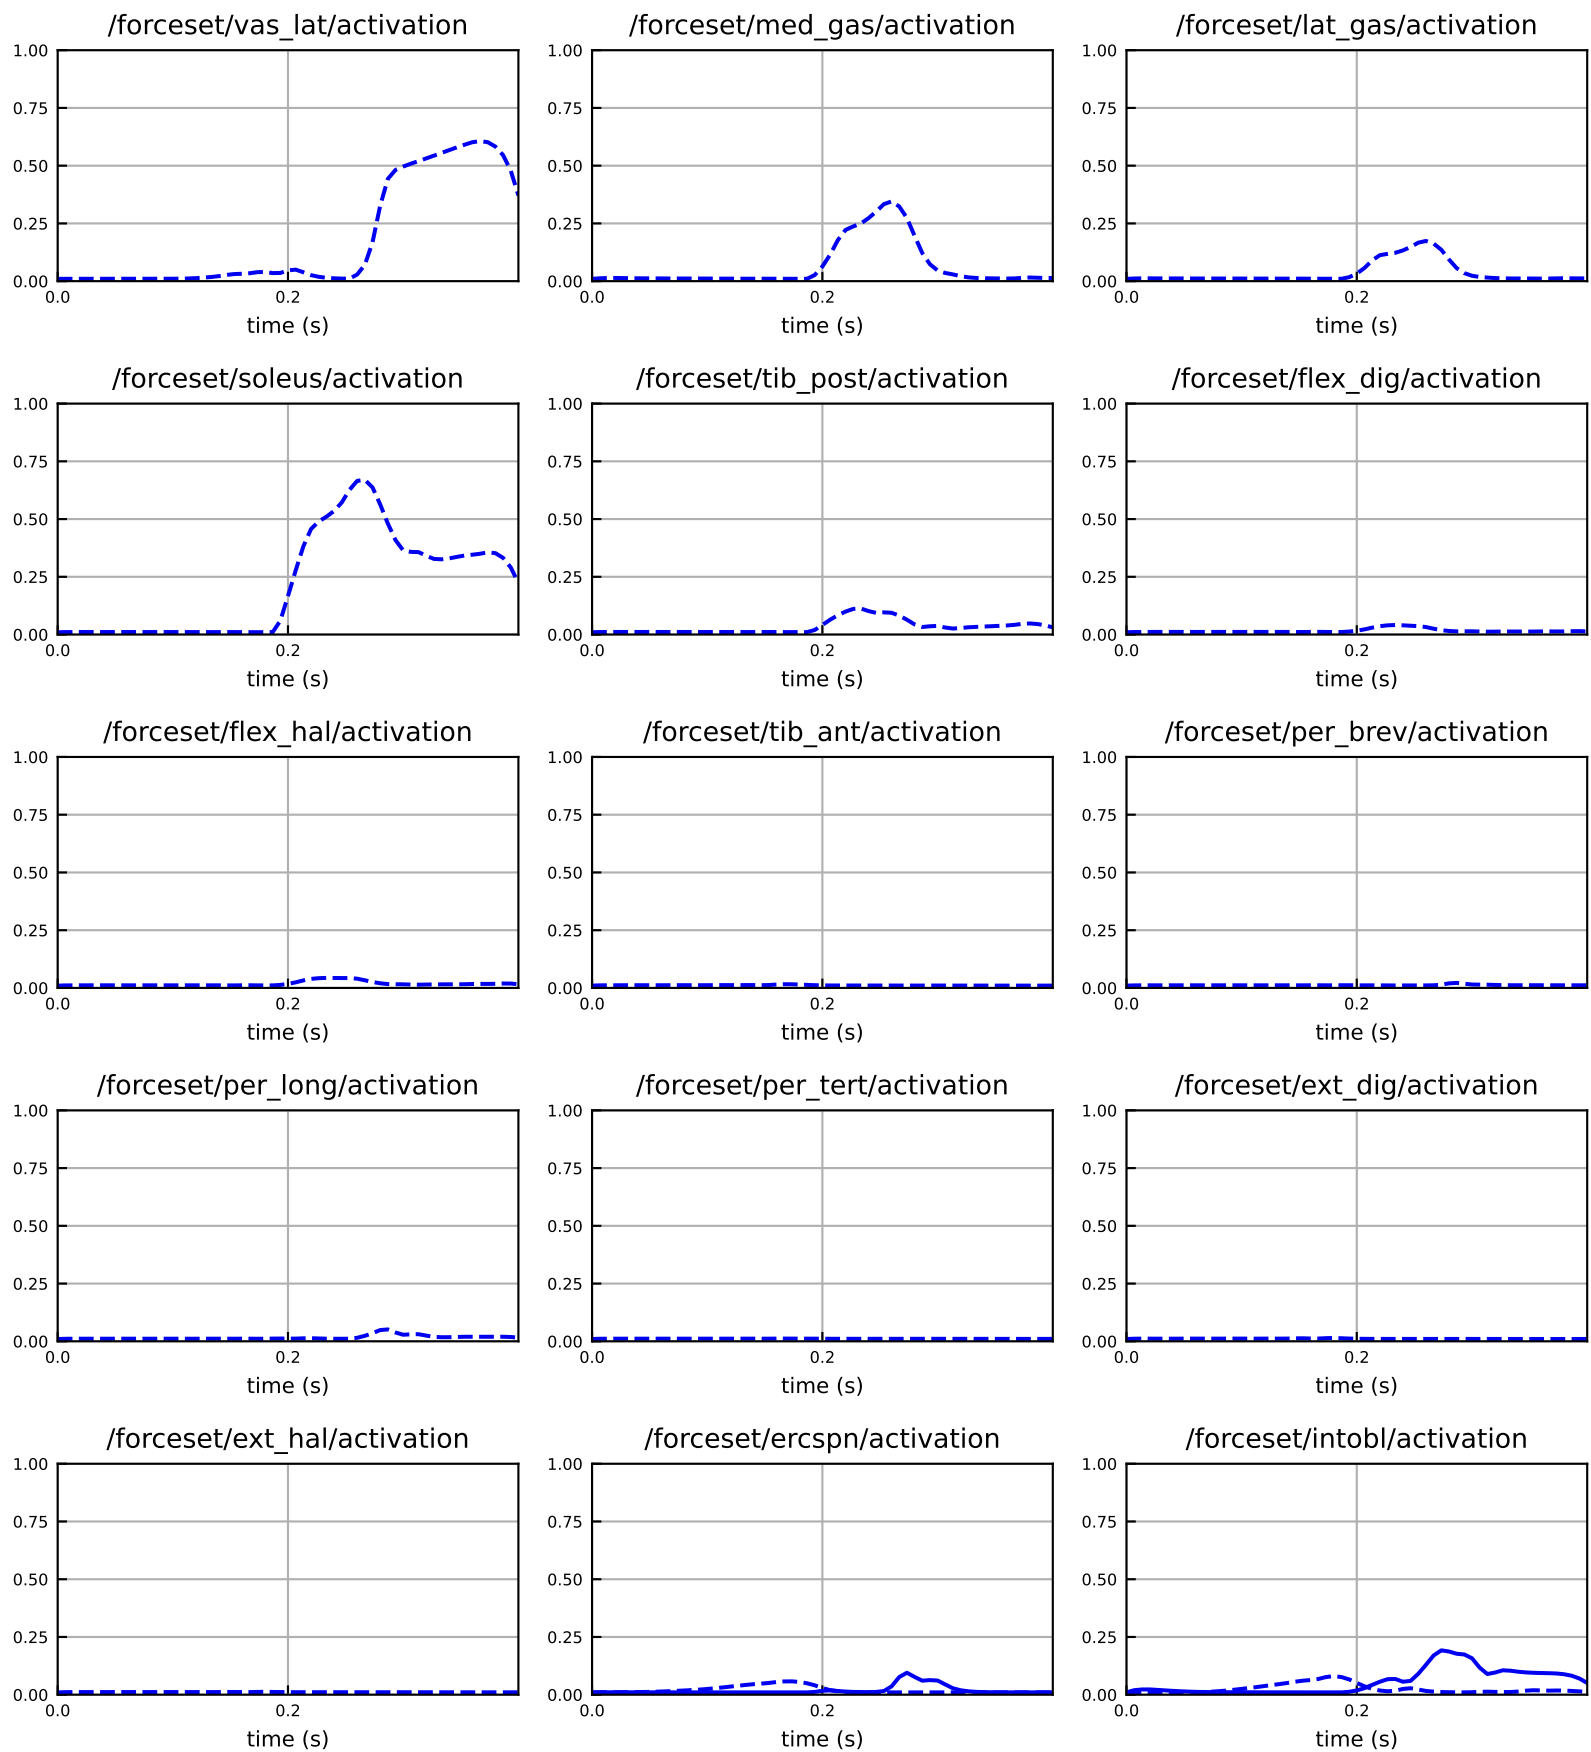 /forceset/vas_lat/activation
/forceset/med_gas/activation
/forceset/lat_gas/activation
1.00 1.00 1.00
0.75 0.75 0.75
0.50 0.50 0.50
0.25 0.25 0.25
0.00 0.00 0.00
0.0 0.2 0.0 0.2 0.0 0.2
time (s) time (s) time (s)
/forceset/soleus/activation
/forceset/tib_post/activation
/forceset/flex_dig/activation
1.00 1.00 1.00
0.75 0.75 0.75
0.50 0.50 0.50
0.25 0.25 0.25
0.00 0.00 0.00
0.0 0.2 0.0 0.2 0.0 0.2
time (s) time (s) time (s)
/forceset/flex_hal/activation
/forceset/tib_ant/activation
/forceset/per_brev/activation
1.00 1.00 1.00
0.75 0.75 0.75
0.50 0.50 0.50
0.25 0.25 0.25
0.00 0.00 0.00
0.0 0.2 0.0 0.2 0.0 0.2
time (s) time (s) time (s)
/forceset/per_long/activation
/forceset/per_tert/activation
/forceset/ext_dig/activation
1.00 1.00 1.00
0.75 0.75 0.75
0.50 0.50 0.50
0.25 0.25 0.25
0.00 0.00 0.00
0.0 0.2 0.0 0.2 0.0 0.2
time (s) time (s) time (s)
/forceset/ext_hal/activation
/forceset/ercspn/activation
/forceset/intobl/activation
1.00 1.00 1.00
0.75 0.75 0.75
0.50 0.50 0.50
0.25 0.25 0.25
0.00 0.00 0.00
0.0 0.2 0.0 0.2 0.0 0.2
time (s) time (s) time (s)